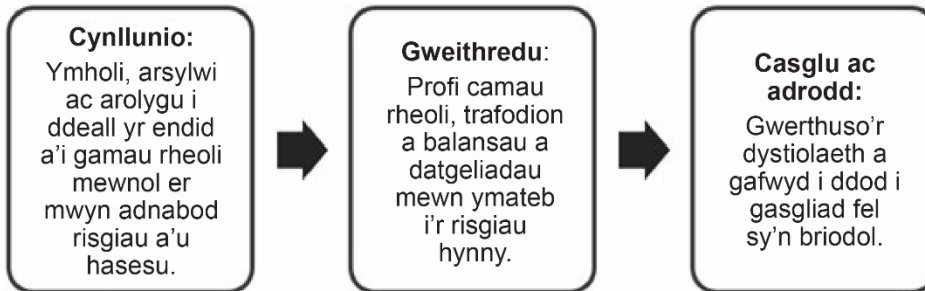 Cynllunio:
Ymholi, arsylwi
ac arolygu i
ddeall yr endid
a'i gamau rheoli
mewnol er
mwyn adnabod
risgiau a'u
hasesu.
Gweithredu:
Profi camau
rheoli, trafodion
a balansau a
datgeliadau
mewn ymateb
i'r risgiau
hynny.
Casglu ac
adrodd:
Gwerthuso'r
dystiolaeth a
gafwyd i ddod i
gasgliad fel
sy'n briodol.